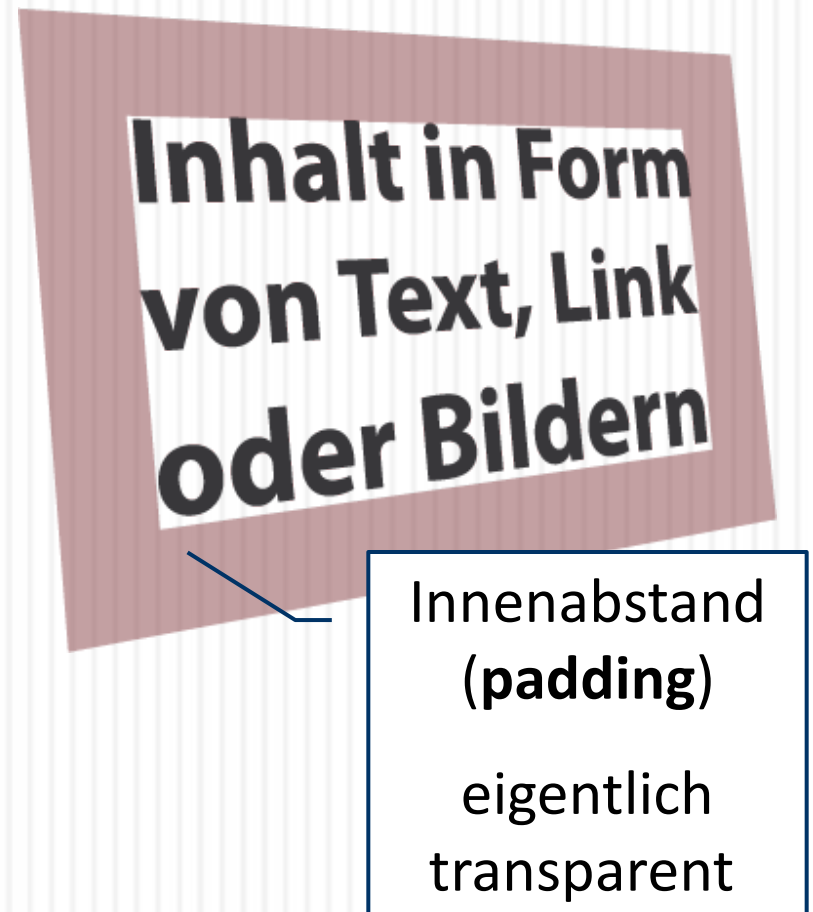 Inhalt in Form
von Text, Link
oder Bildern
Innenabstand
(padding)
eigentlich
transparent